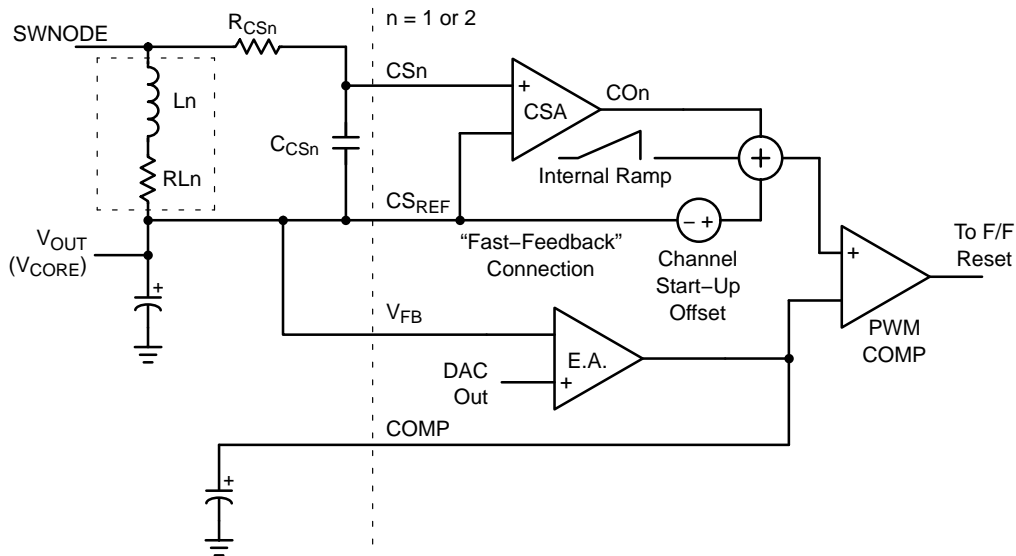 n = 1 or 2
SWNODE
RCSn
CSn
COn
CSA
+
Ln
CCSn
Internal Ramp
+
RLn
CSREF
− +
VOUT
(VCORE)
“Fast−Feedback”
Connection
Channel
Start−Up
Offset
+
To F/F
Reset
+
VFB
PWM
COMP
E.A.
DAC
Out
+
COMP
+